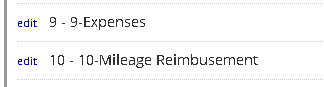 edit 9 - 9-Expenses
edit 10 - 10-Mileage Reimbusement